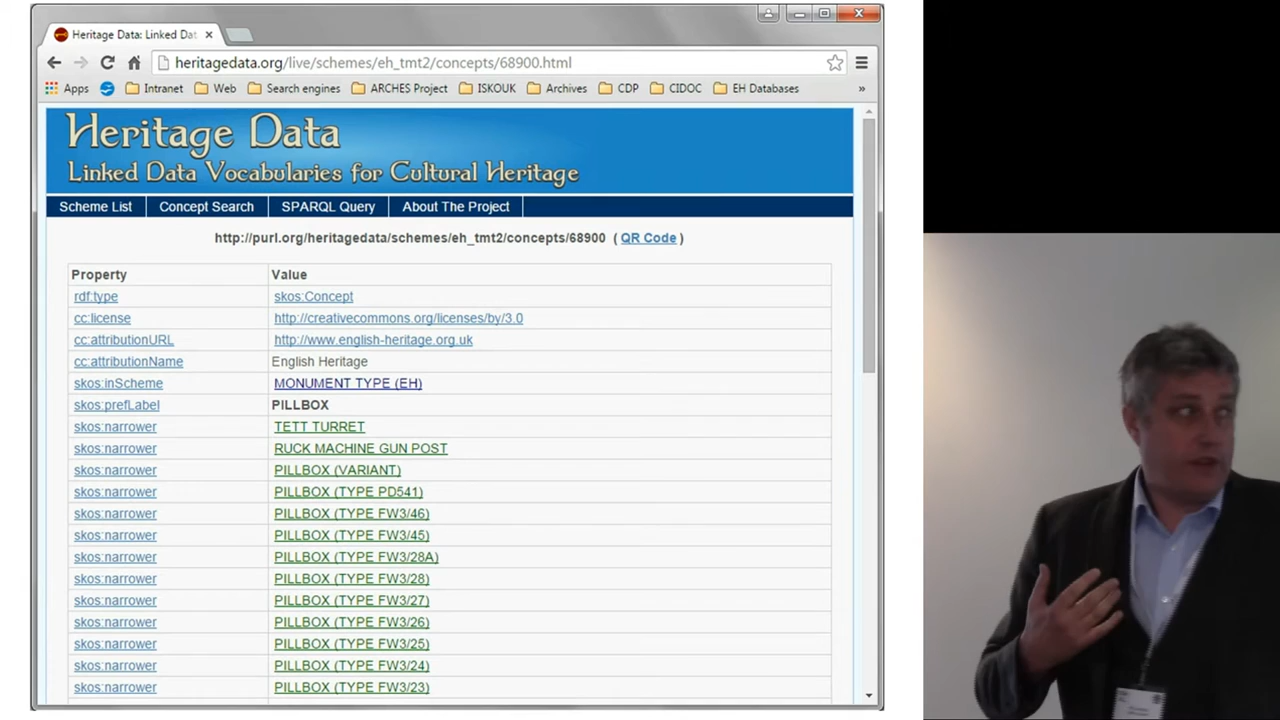 Heritage Data: Linked Dat
heritagedata.org/live/schemes/eh_tmt2/concepts/68900.html
Apps Intranet Web Search engines ARCHES Project ISKOUK Archives CDP CIDOC EH Databases »
Heritage Data
Linked Data Vocabularies for Cultural Heritage
Scheme List Concept Search SPARQL Query About The Project
http://purl.org/heritagedata/schemes/eh_tmt2/concepts/68900 ( QR Code )
Property Value
rdf:type skos:Concept
cc:license http://creativecommons.org/licenses/by/3.0
cc:attributionURL http://www.english-heritage.org.uk
cc:attributionName English Heritage
skos:inScheme MONUMENT TYPE (EH)
skos:prefLabel PILLBOX
skos:narrower TETT TURRET
skos:narrower RUCK MACHINE GUN POST
skos:narrower PILLBOX (VARIANT)
skos:narrower PILLBOX (TYPE PD541)
skos:narrower PILLBOX (TYPE FW3/46)
skos:narrower PILLBOX (TYPE FW3/45)
skos:narrower PILLBOX (TYPE FW3/28A)
skos:narrower PILLBOX (TYPE FW3/28)
skos:narrower PILLBOX (TYPE FW3/27)
skos:narrower PILLBOX (TYPE FW3/26)
skos:narrower PILLBOX (TYPE FW3/25)
skos:narrower PILLBOX (TYPE FW3/24)
skos:narrower PILLBOX (TYPE FW3/23)